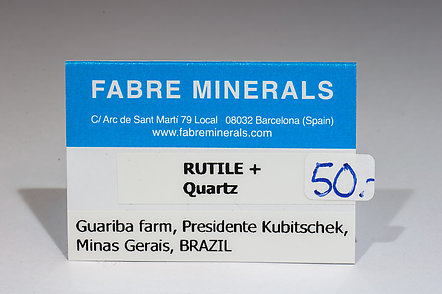 FABRE MINERALS
C/ Arc de Sant Martí 79 Local 08032 Barcelona (Spain)
www.fabreminerals.com
RUTILE +
Quartz
50.-
Guariba farm, Presidente Kubitschek,
Minas Gerais, BRAZIL